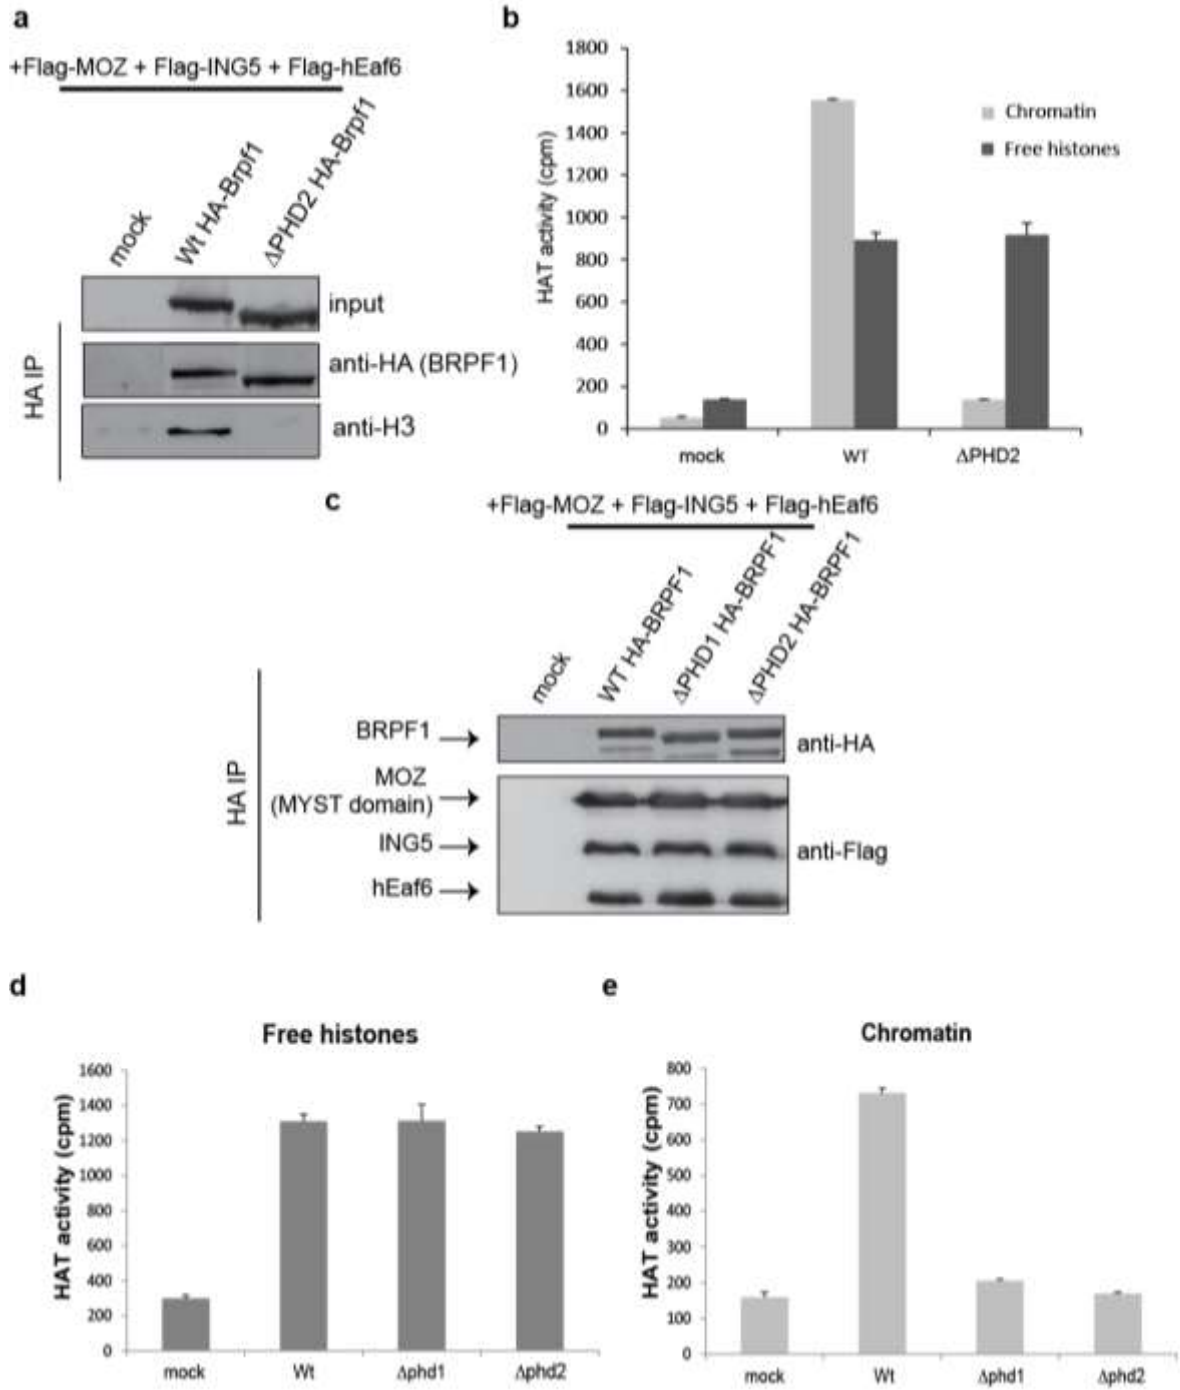 a
+Flag-MOZ + Flag-ING5 + Flag-hEaf6
mock
Wt HA-Brpf1
ΔPHD2 HA-Brpf1
input
HA IP
anti-HA (BRPF1)
anti-H3
b
HAT activity (cpm)
1800
1600
1400
1200
1000
800
600
400
200
0
Chromatin
Free histones
mock
WT
ΔPHD2
c
+Flag-MOZ + Flag-ING5 + Flag-hEaf6
mock
WT HA-BRPF1
ΔPHD1 HA-BRPF1
ΔPHD2 HA-BRPF1
HA IP
BRPF1
anti-HA
MOZ
(MYST domain)
ING5
anti-Flag
hEaf6
d
Free histones
HAT activity (cpm)
1600
1400
1200
1000
800
600
400
200
0
mock
Wt
Δphd1
Δphd2
e
Chromatin
HAT activity (cpm)
800
700
600
500
400
300
200
100
0
mock
Wt
Δphd1
Δphd2